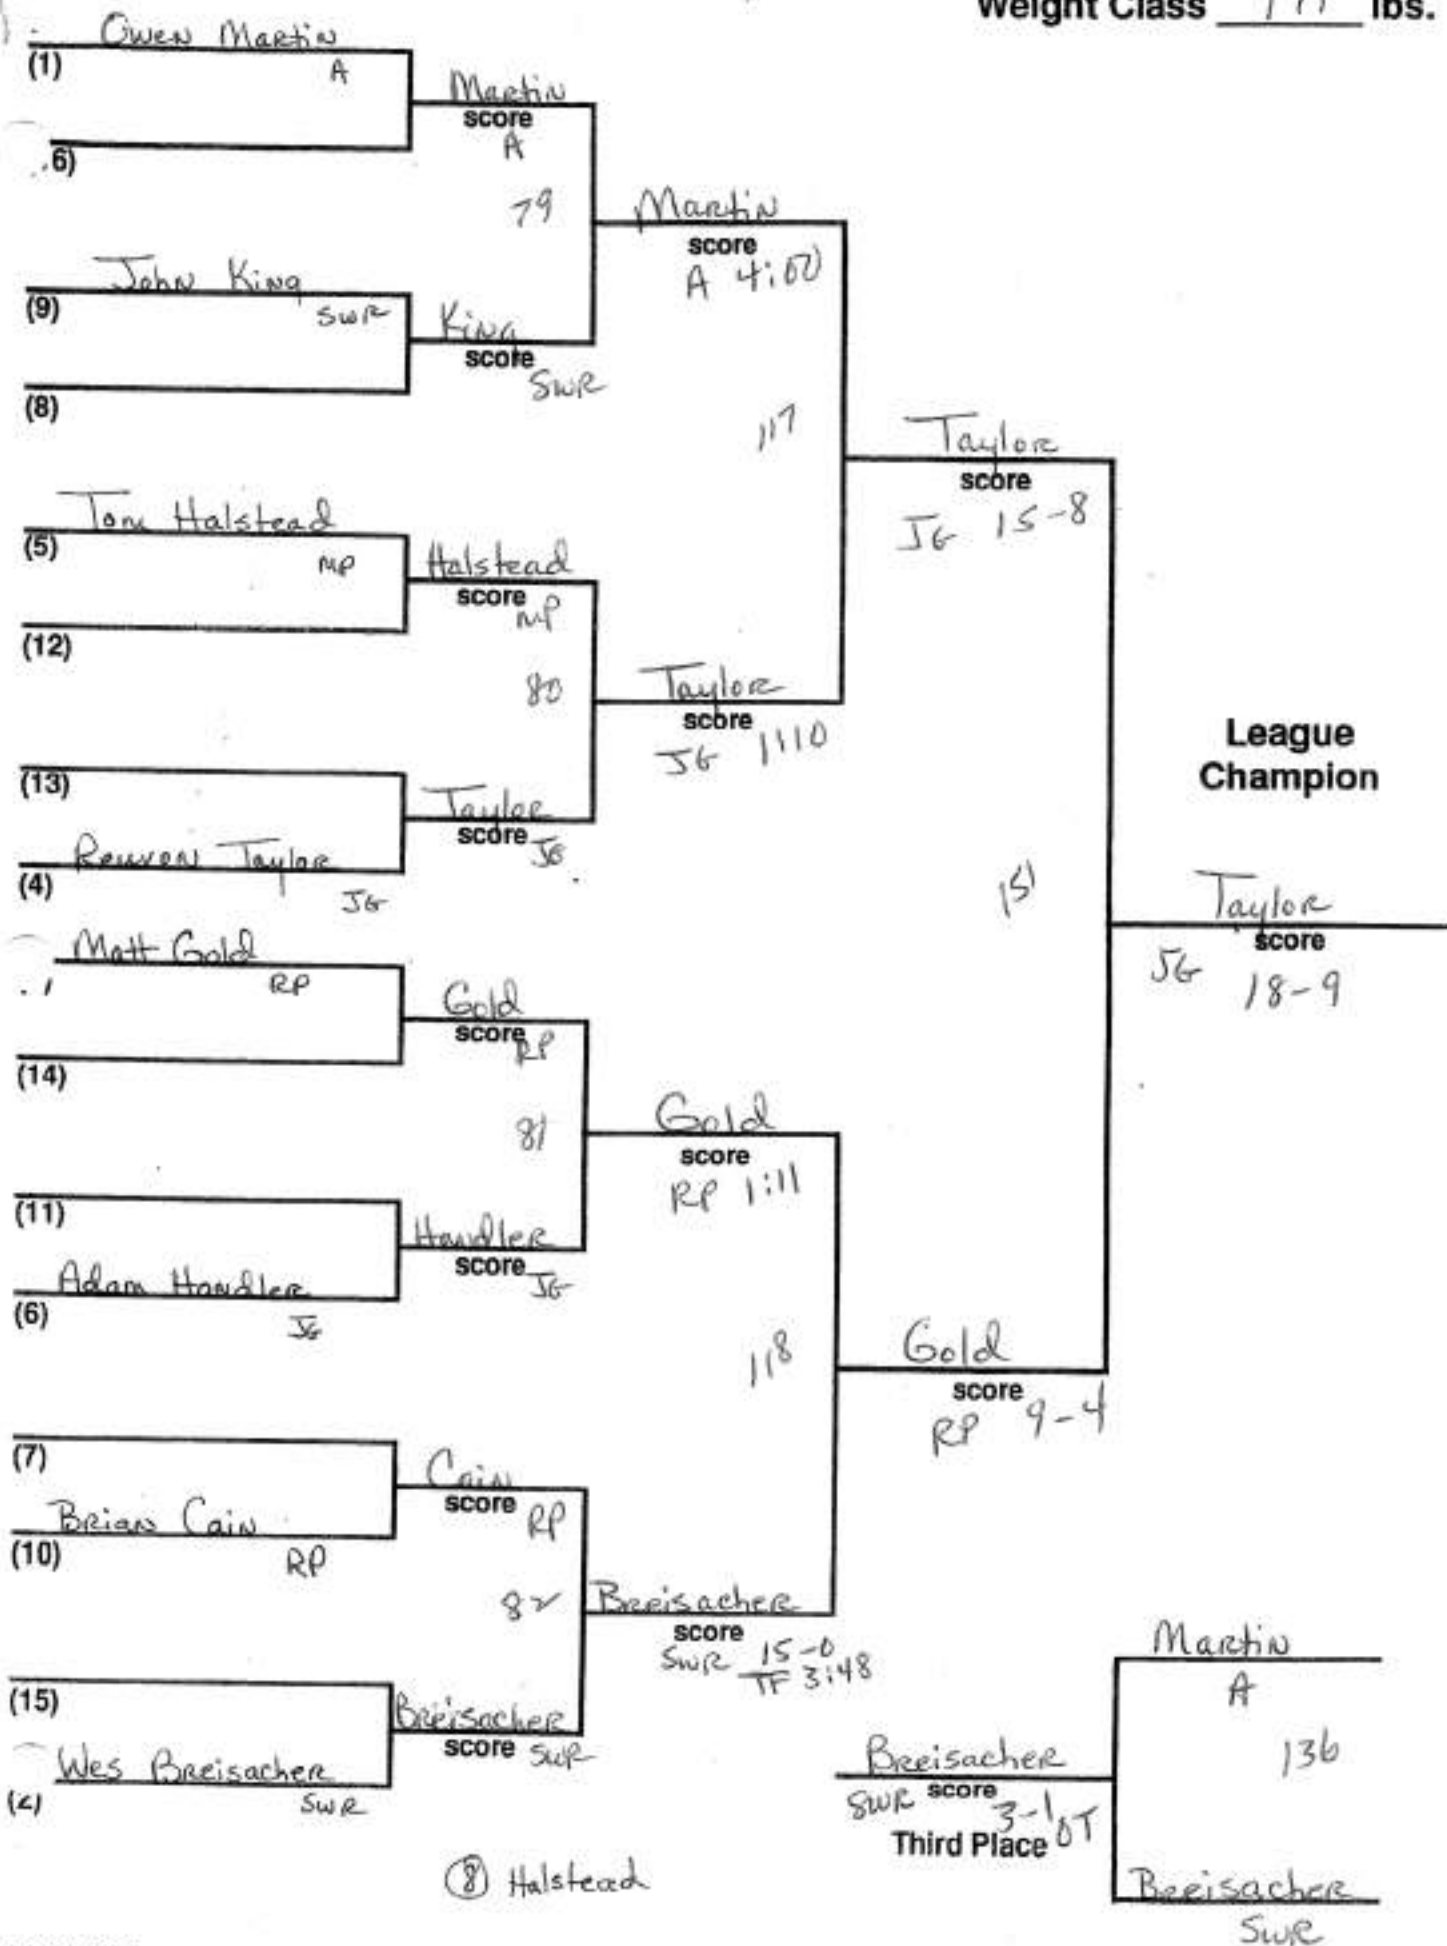 Weight Class lbs.
Owen Martin
(1)
A
Martin
score
A
6)
79
Martin
score
A 4:00
John King
(9)
SWR
King
score
SWR
(8)
117
Taylor
score
JG 15-8
Tom Halstead
(5)
MP
Halstead
score
MP
(12)
80
Taylor
score
JG 1:10
(13)
Taylor
score
JG
Reuven Taylor
(4)
JG
League
Champion
151
Taylor
score
JG 18-9
Matt Gold
RP
Gold
score
RP
(14)
81
Gold
score
RP 1:11
(11)
Handler
score
JG
Adam Handler
(6)
JG
118
Gold
score
RP 9-4
(7)
Cain
score
RP
Brian Cain
(10)
RP
82
Breisacher
score
SWR 15-0
TF 3:48
(15)
Breisacher
score
SWR
Wes Breisacher
SWR
Martin
A
136
Breisacher
SWR score 3-1 OT
Third Place
Breisacher
SWR
8 Halstead